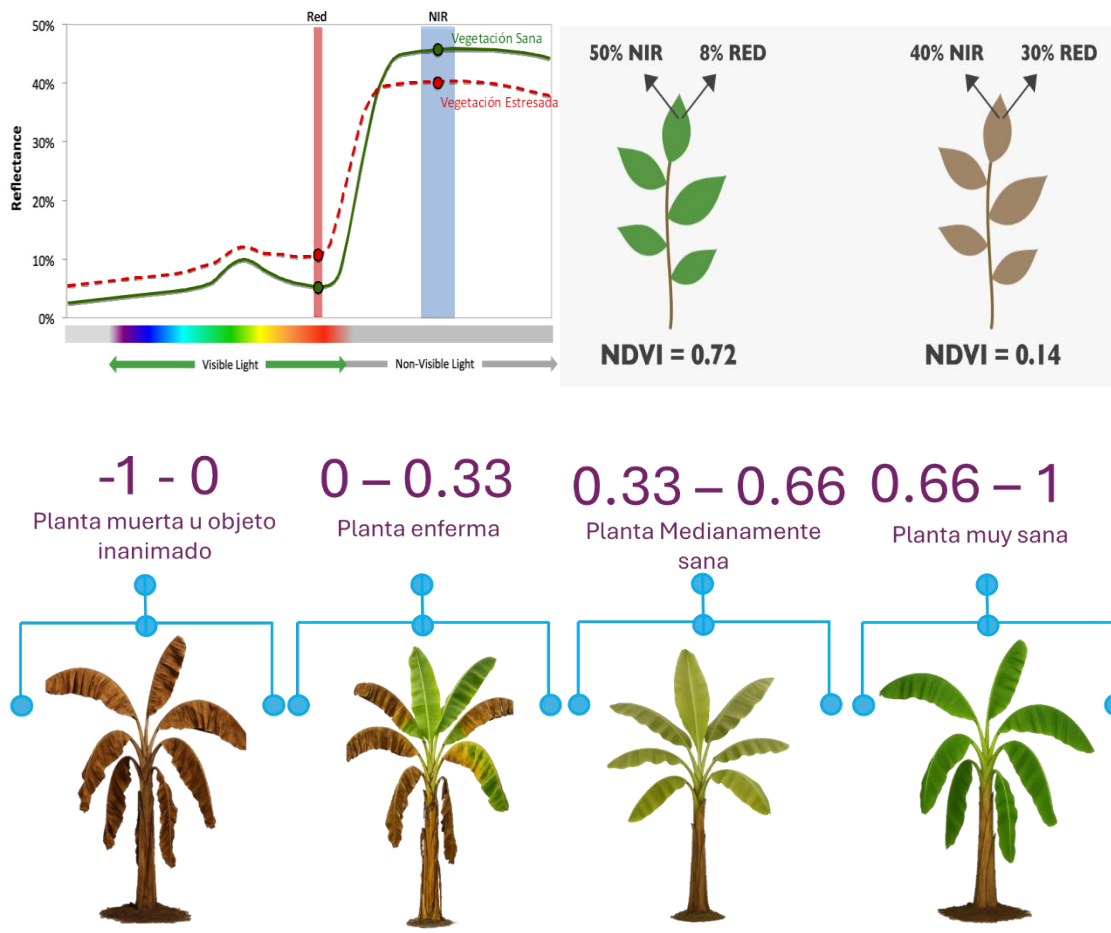 Red
NIR
50%
40%
30%
20%
10%
0%
Reflectance
Vegetación Sana
Vegetación Estresada
Visible Light
Non-Visible Light
50% NIR
8% RED
NDVI = 0.72
40% NIR
30% RED
NDVI = 0.14
-1 - 0
Planta muerta u objeto
inanimado
0 – 0.33
Planta enferma
0.33 – 0.66
Planta Medianamente
sana
0.66 – 1
Planta muy sana